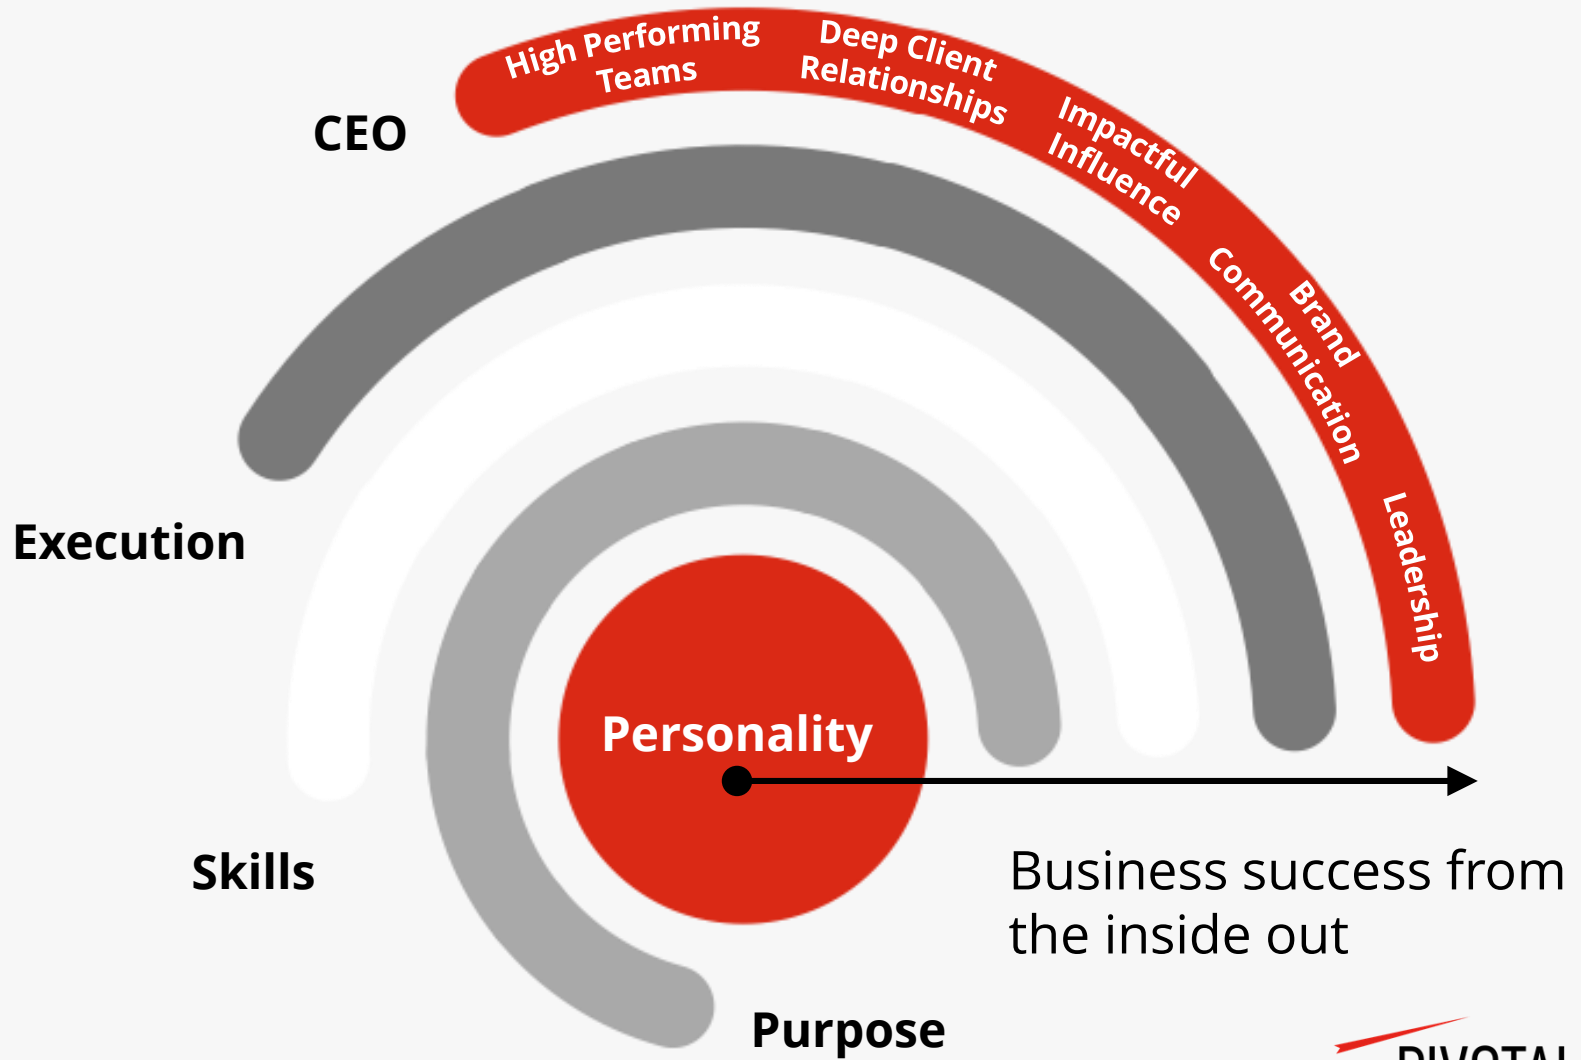 High Performing
Teams
Deep Client
Relationships
Impactful
Influence
Brand
Communication
Leadership
CEO
Execution
Skills
Purpose
Personality
Business success from
the inside out